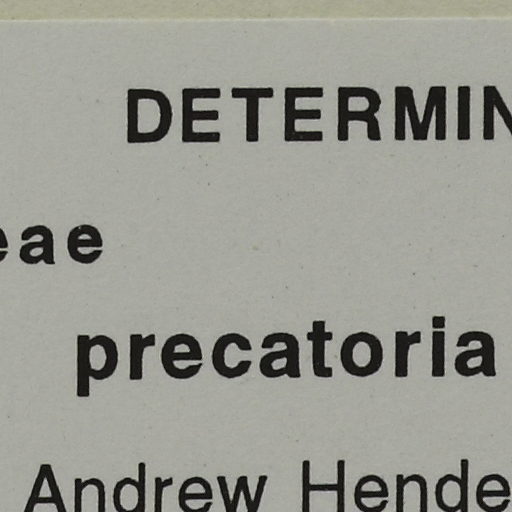 DETERMIN
eae
precatoria
Andrew Hende